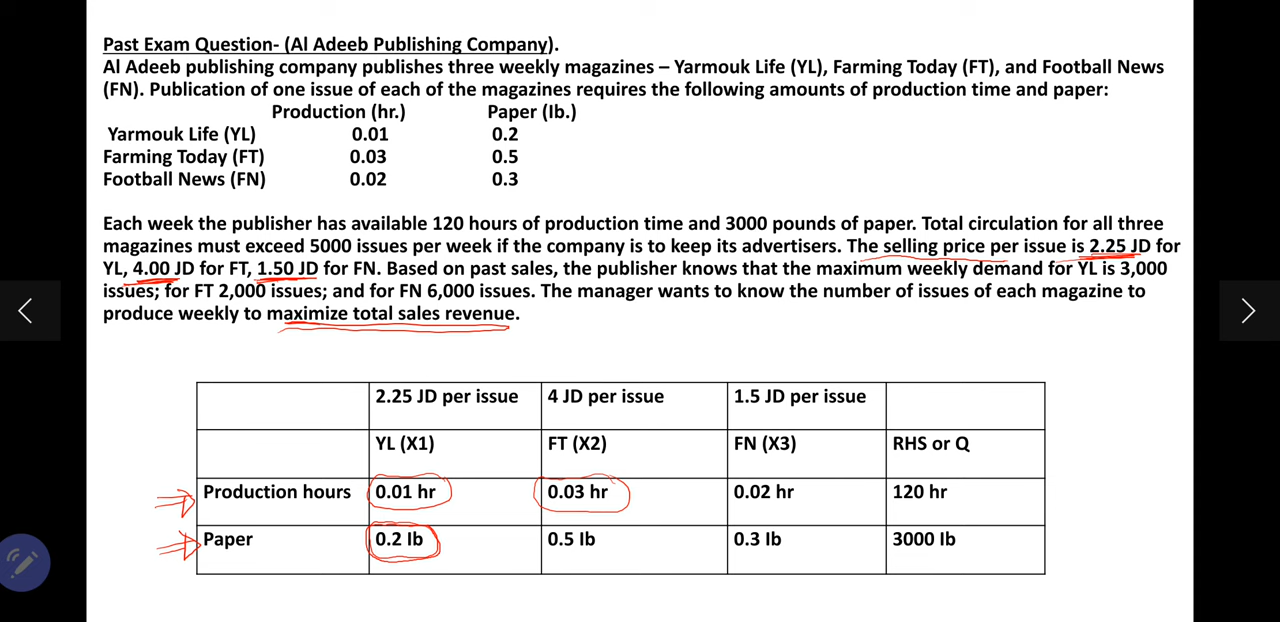 Past Exam Question- (Al Adeeb Publishing Company).
Al Adeeb publishing company publishes three weekly magazines – Yarmouk Life (YL), Farming Today (FT), and Football News
(FN). Publication of one issue of each of the magazines requires the following amounts of production time and paper:
Production (hr.) Paper (Ib.)
Yarmouk Life (YL) 0.01 0.2
Farming Today (FT) 0.03 0.5
Football News (FN) 0.02 0.3
Each week the publisher has available 120 hours of production time and 3000 pounds of paper. Total circulation for all three
magazines must exceed 5000 issues per week if the company is to keep its advertisers. The selling price per issue is 2.25 JD for
YL, 4.00 JD for FT, 1.50 JD for FN. Based on past sales, the publisher knows that the maximum weekly demand for YL is 3,000
issues; for FT 2,000 issues; and for FN 6,000 issues. The manager wants to know the number of issues of each magazine to
produce weekly to maximize total sales revenue.
2.25 JD per issue 4 JD per issue 1.5 JD per issue
YL (X1) FT (X2) FN (X3) RHS or Q
Production hours 0.01 hr 0.03 hr 0.02 hr 120 hr
Paper 0.2 lb 0.5 lb 0.3 lb 3000 lb